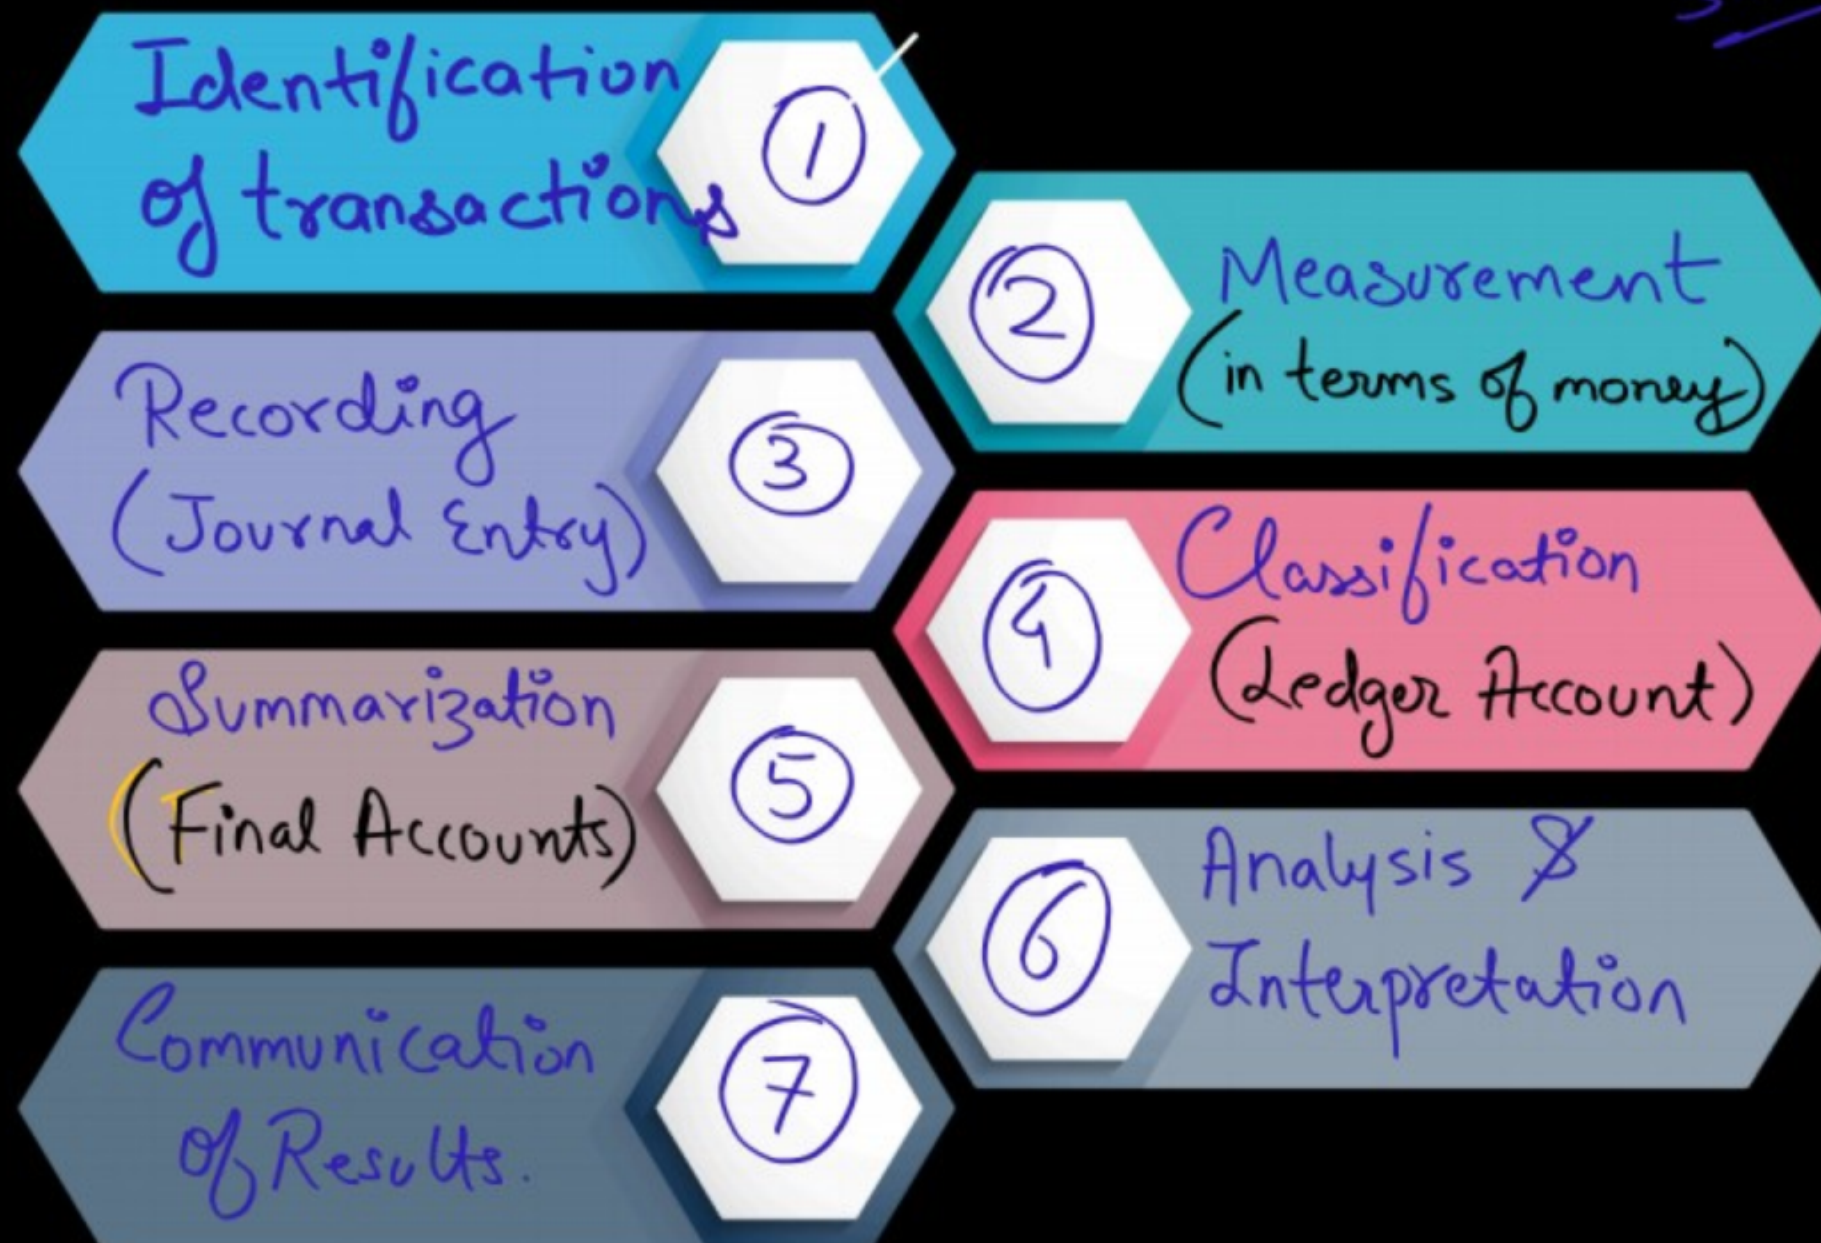 Identification
of transactions
1
2
Measurement
(in terms of money)
Recording
(Journal Entry)
3
4
Classification
(Ledger Account)
Summarization
(Final Accounts)
5
6
Analysis &
Interpretation
Communication
of Results.
7